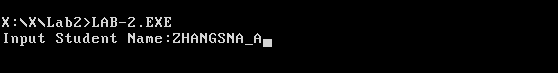 X:\X\Lab2>LAB-2.EXE
Input Student Name:ZHANGSNA_A